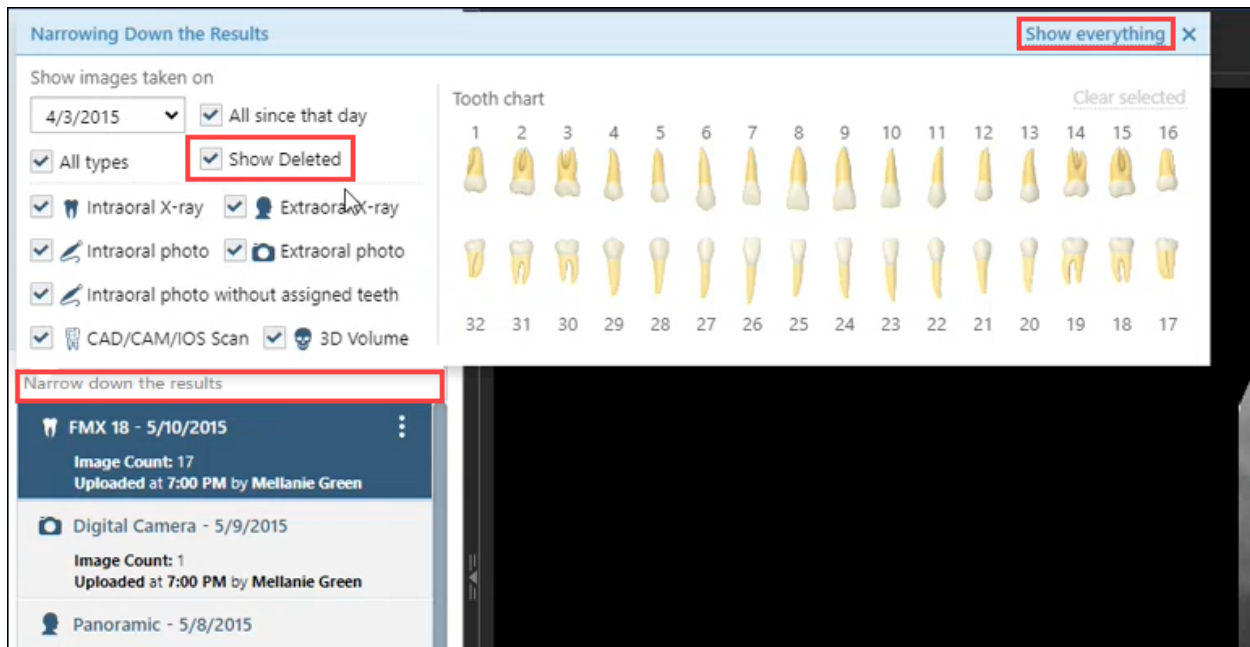 Narrowing Down the Results Show everything
Show images taken on
4/3/2015 All since that day
All types Show Deleted
Intraoral X-ray Extraoral X-ray
Intraoral photo Extraoral photo
Intraoral photo without assigned teeth
CAD/CAM/IOS Scan 3D Volume
Tooth chart Clear selected
1 2 3 4 5 6 7 8 9 10 11 12 13 14 15 16
32 31 30 29 28 27 26 25 24 23 22 21 20 19 18 17
Narrow down the results
FMX 18 - 5/10/2015
Image Count: 17
Uploaded at 7:00 PM by Mellanie Green
Digital Camera - 5/9/2015
Image Count: 1
Uploaded at 7:00 PM by Mellanie Green
Panoramic - 5/8/2015